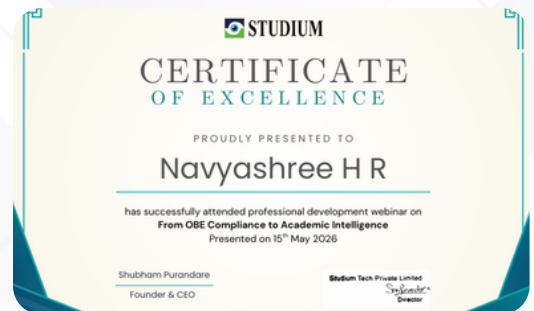 STUDIUM
CERTIFICATE
OF EXCELLENCE
PROUDLY PRESENTED TO
Navyashree H R
has successfully attended professional development webinar on
From OBE Compliance to Academic Intelligence
Presented on 15th May 2026
Shubham Purandare
Founder & CEO
Studium Tech Private Limited
Director